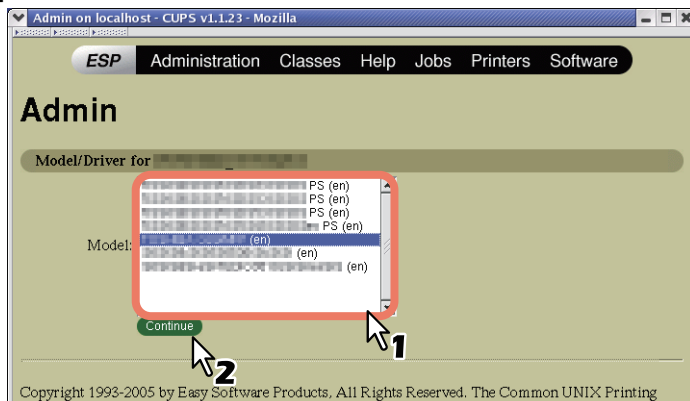 Admin on localhost - CUPS v1.1.23 - Mozilla
ESP Administration Classes Help Jobs Printers Software
Admin
Model/Driver for
PS (en)
PS (en)
PS (en)
PS (en)
Model:
(en)
(en)
(en)
Continue
1
2
Copyright 1993-2005 by Easy Software Products, All Rights Reserved. The Common UNIX Printing